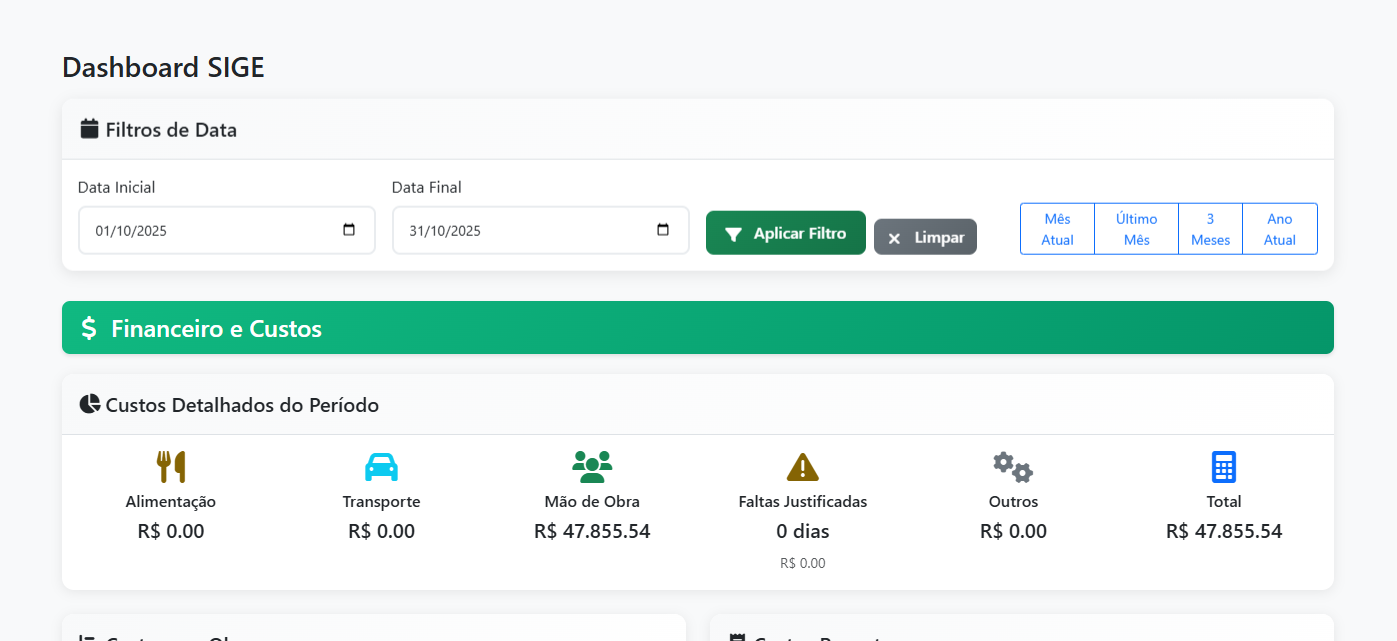 Dashboard SIGE
Filtros de Data
Data Inicial
Data Final
01/10/2025
31/10/2025
Aplicar Filtro
Limpar
Mês
Atual
Último
Mês
3
Meses
Ano
Atual
Financeiro e Custos
Custos Detalhados do Período
Alimentação
Transporte
Mão de Obra
Faltas Justificadas
Outros
Total
R$ 0.00
R$ 0.00
R$ 47.855.54
0 dias
R$ 0.00
R$ 47.855.54
R$ 0.00